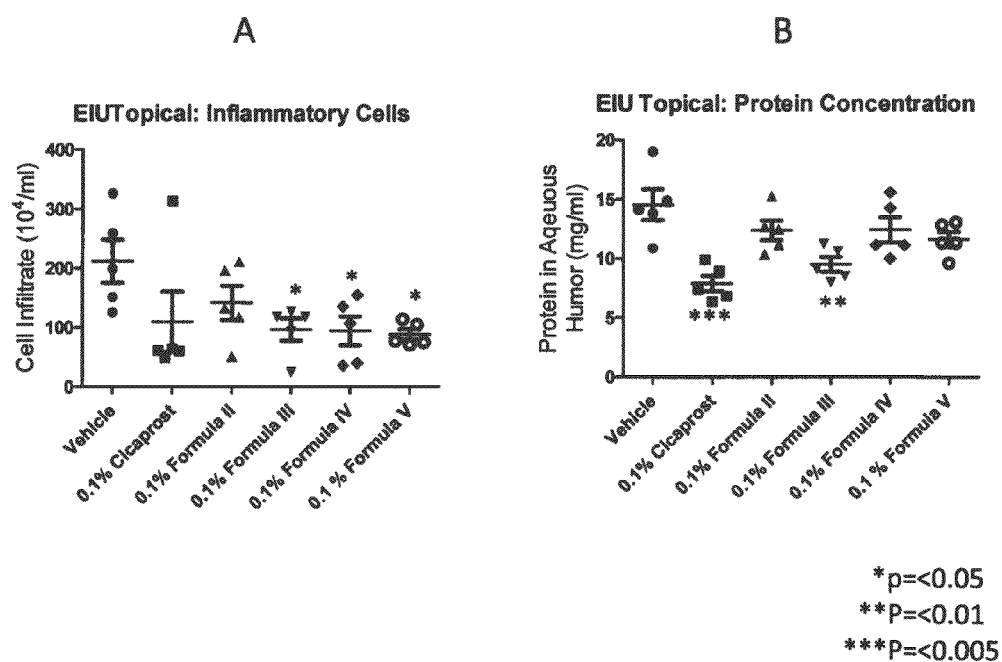 A
B
EIUTopical: Inflammatory Cells
Cell Infiltrate (10⁴/ml)
400
300
200
100
0
*
*
*
Vehicle
0.1% Cicaprost
0.1% Formula II
0.1% Formula III
0.1% Formula IV
0.1 % Formula V
EIU Topical: Protein Concentration
Protein in Aqeuous
Humor (mg/ml)
20
15
10
5
0
***
**
Vehicle
0.1% Cicaprost
0.1% Formula II
0.1% Formula III
0.1% Formula IV
0.1 % Formula V
*p=<0.05
**P=<0.01
***P=<0.005